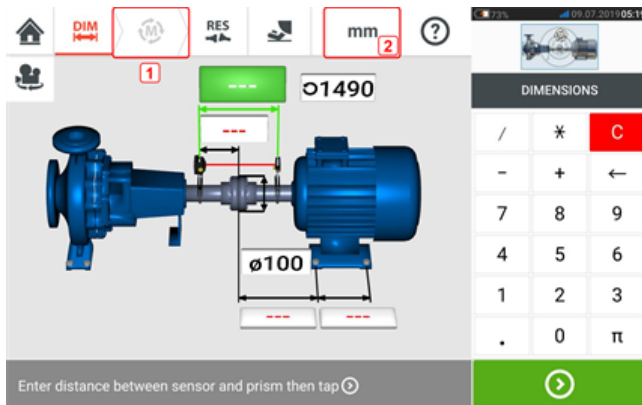 73%
09.07.2019 05:19
DIM
M
RES
mm
2
?
1
---
1490
---
DIMENSIONS
/ * C
- + ←
7 8 9
4 5 6
1 2 3
. 0 π
ø100
--- ---
Enter distance between sensor and prism then tap